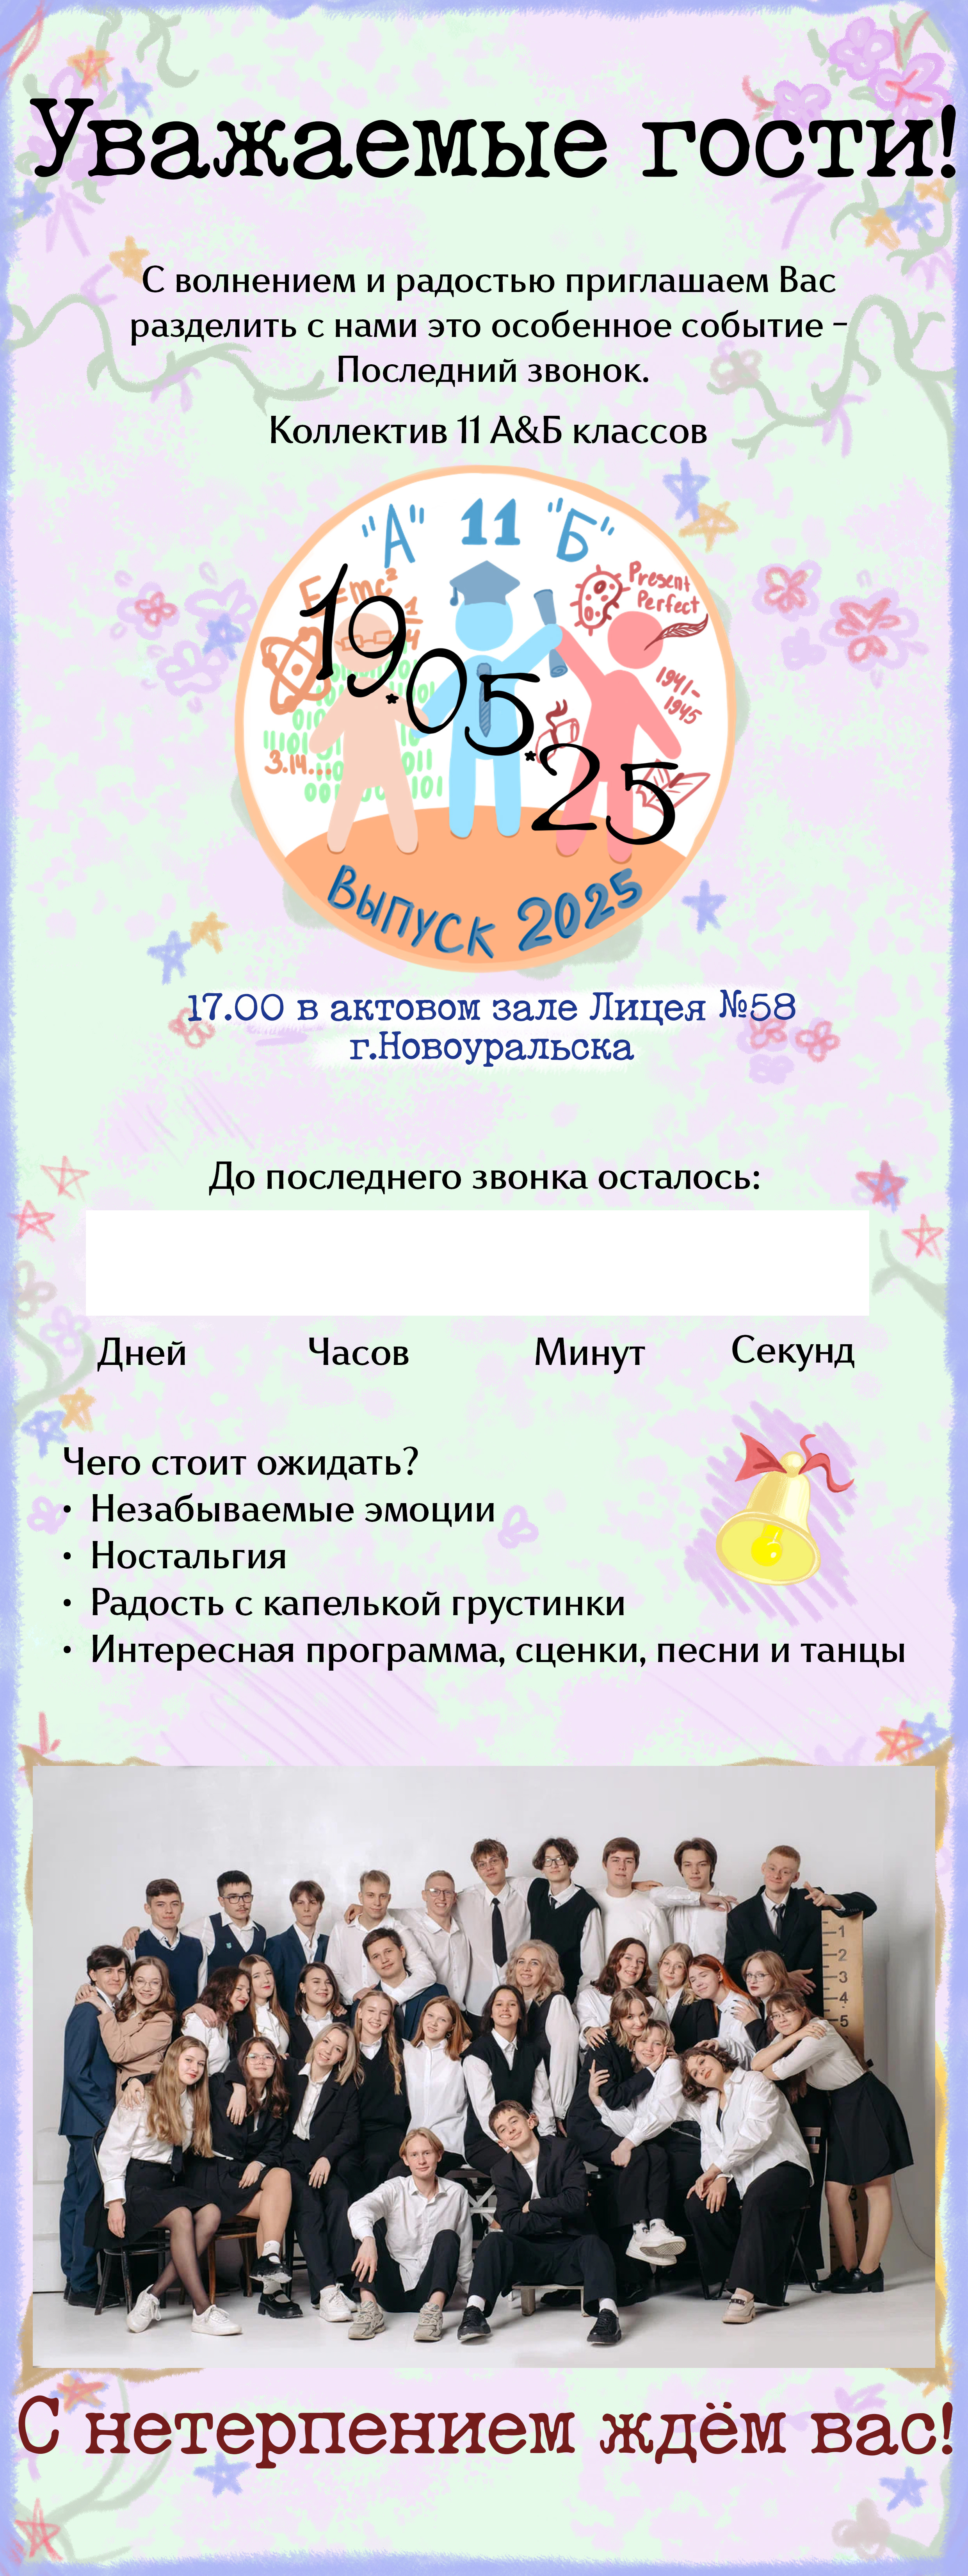 Уважаемые гости!
С волнением и радостью приглашаем Вас
разделить с нами это особенное событие –
Последний звонок.
Коллектив 11 А&Б классов
"А" 11 "Б"
E=mc²
Present
Perfect
19.05.25
1941-
1945
3.14...
Выпуск 2025
17.00 в актовом зале Лицея №58
г.Новоуральска
До последнего звонка осталось:
Дней Часов Минут Секунд
Чего стоит ожидать?
• Незабываемые эмоции
• Ностальгия
• Радость с капелькой грустинки
• Интересная программа, сценки, песни и танцы
1
2
3
4
5
С нетерпением ждём вас!